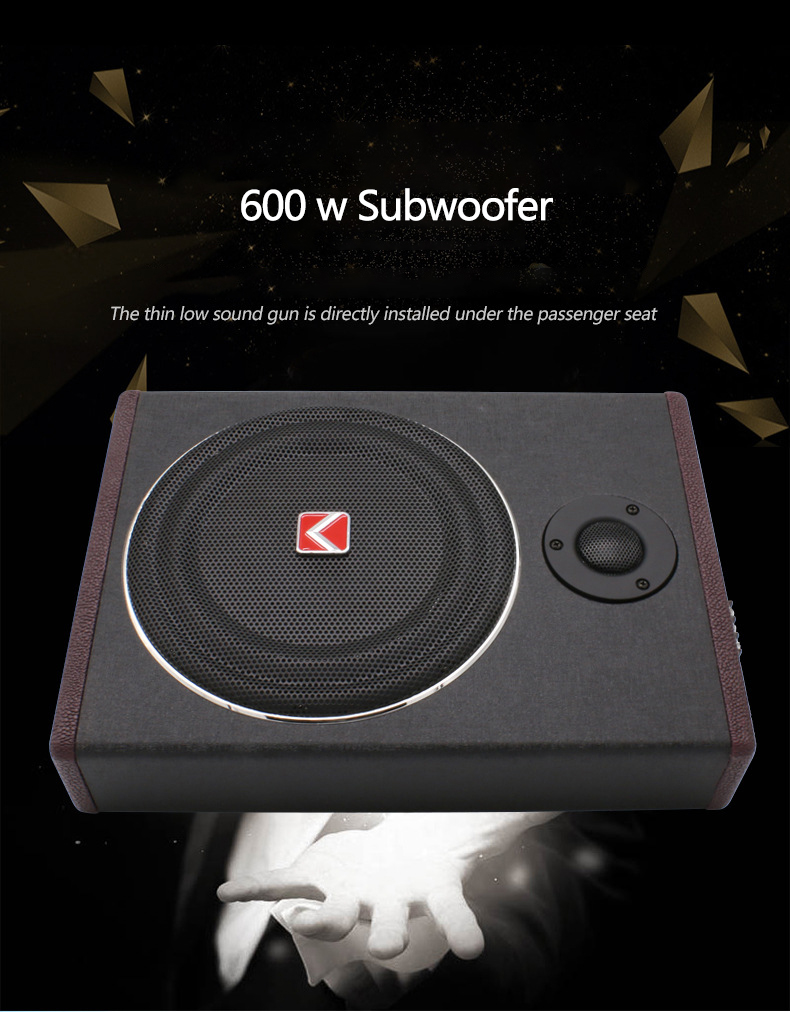 600 w Subwoofer
The thin low sound gun is directly installed under the passenger seat